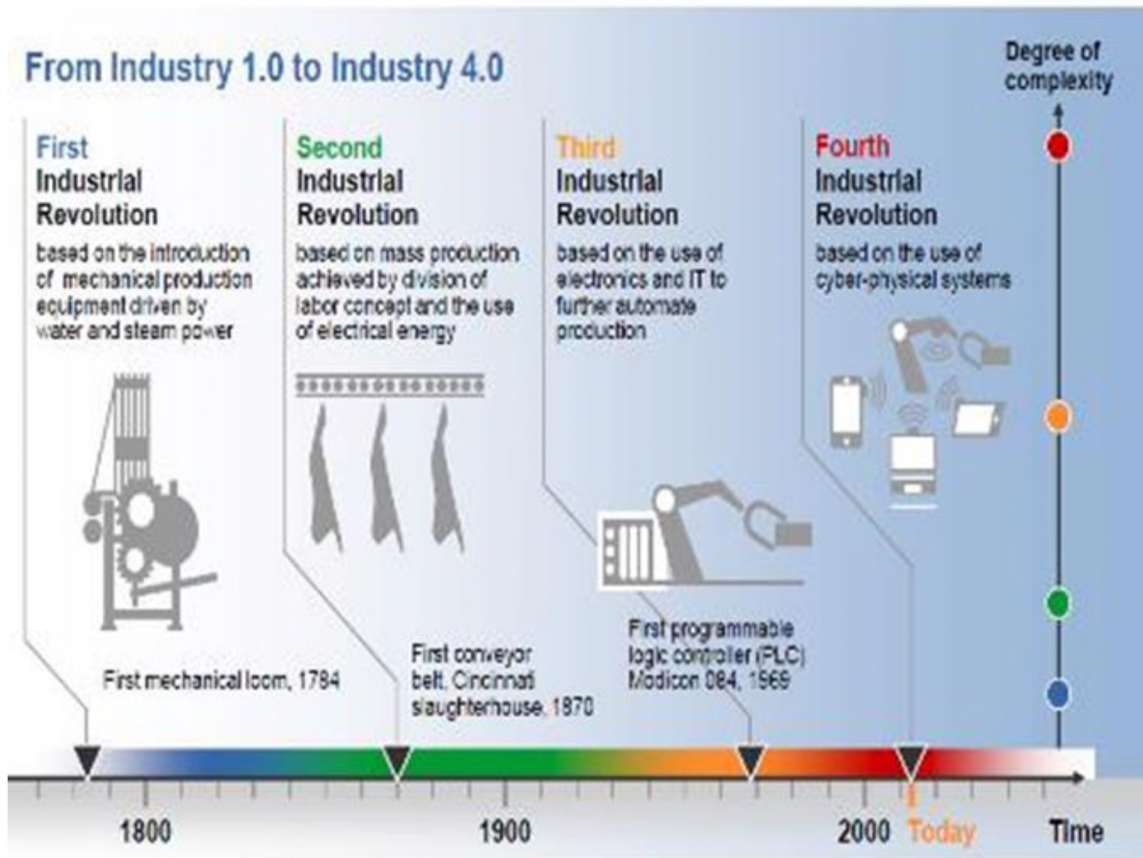 From Industry 1.0 to Industry 4.0
Degree of
complexity
First
Industrial
Revolution
based on the introduction
of mechanical production
equipment driven by
water and steam power
Second
Industrial
Revolution
based on mass production
achieved by division of
labor concept and the use
of electrical energy
Third
Industrial
Revolution
based on the use of
electronics and IT to
further automate
production
Fourth
Industrial
Revolution
based on the use of
cyber-physical systems
First mechanical loom, 1784
First conveyor
belt, Cincinnati
slaughterhouse, 1870
First programmable
logic controller (PLC)
Modicon 084, 1969
1800
1900
2000
Today
Time